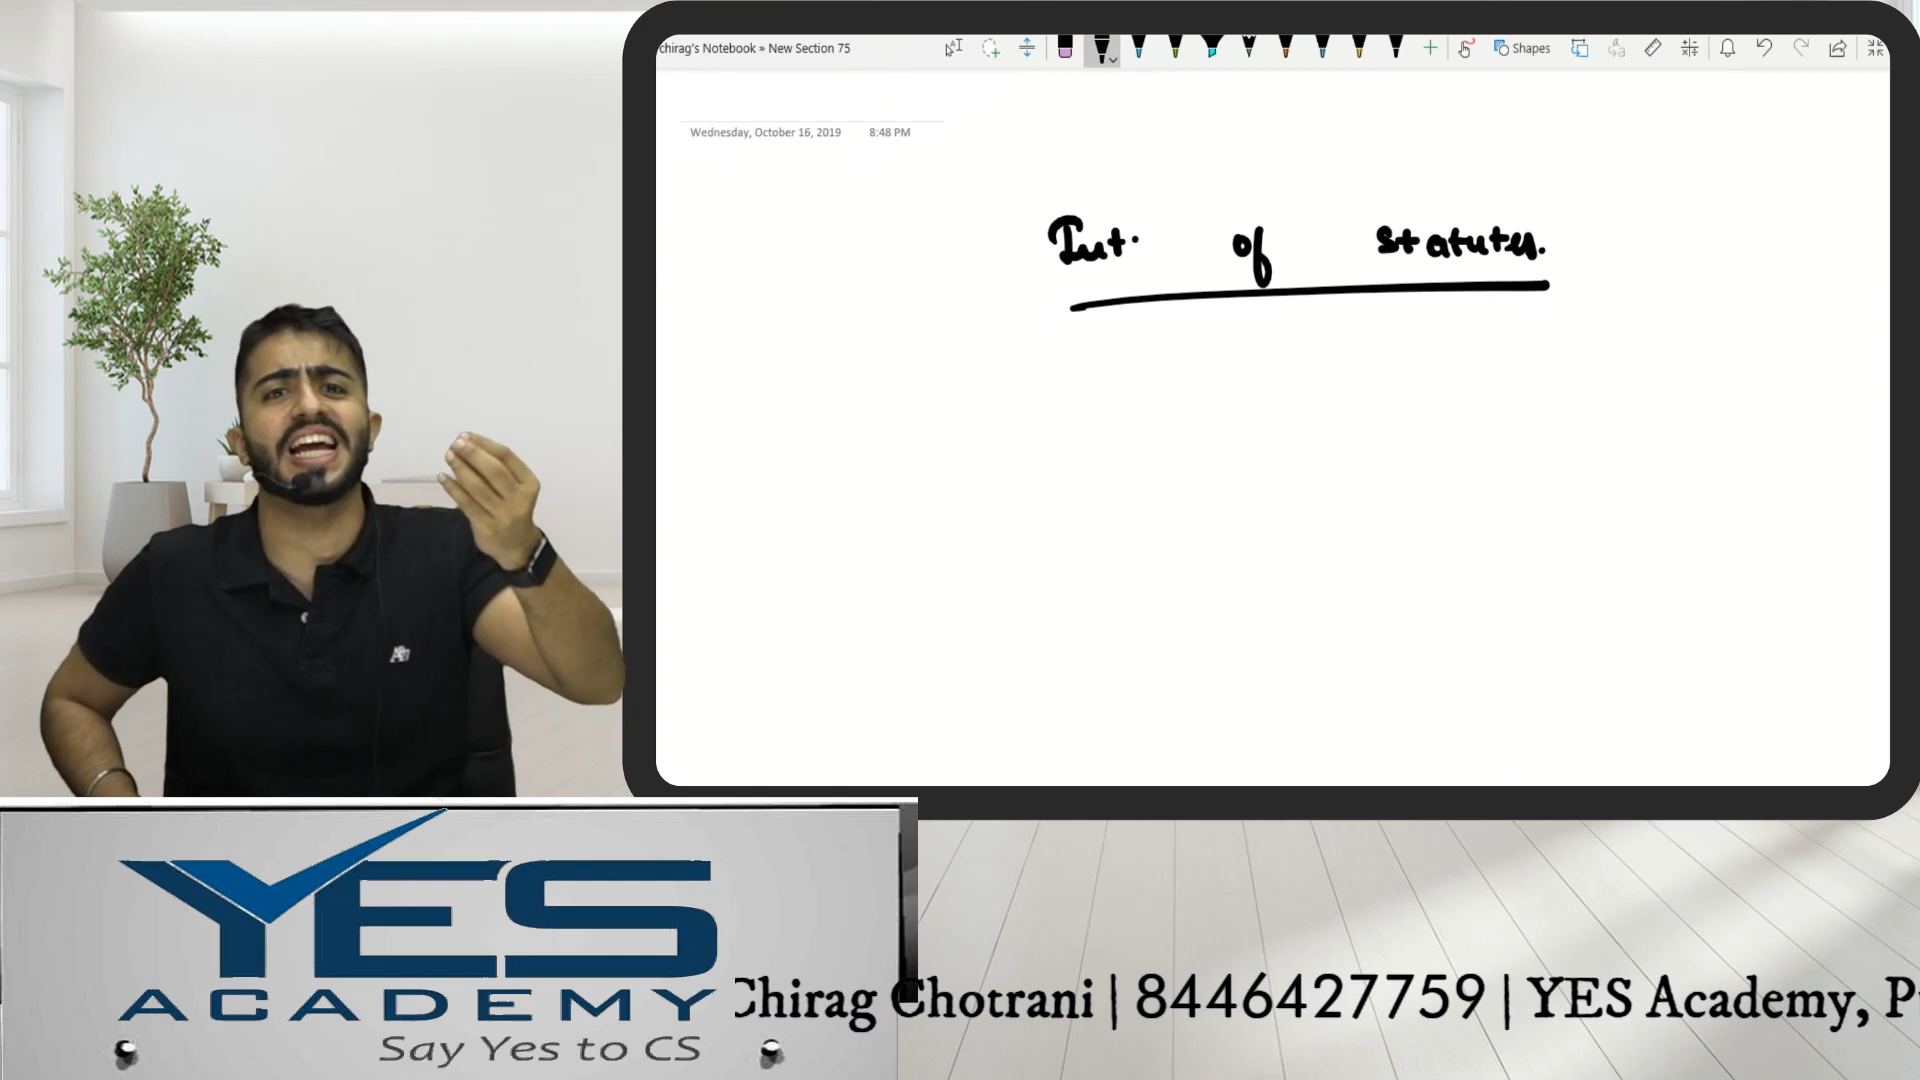 chirag's Notebook » New Section 75
Shapes
Wednesday, October 16, 2019 8:48 PM
Int. of statutes.
YES
ACADEMY
Say Yes to CS
Chirag Chotrani | 8446427759 | YES Academy, P